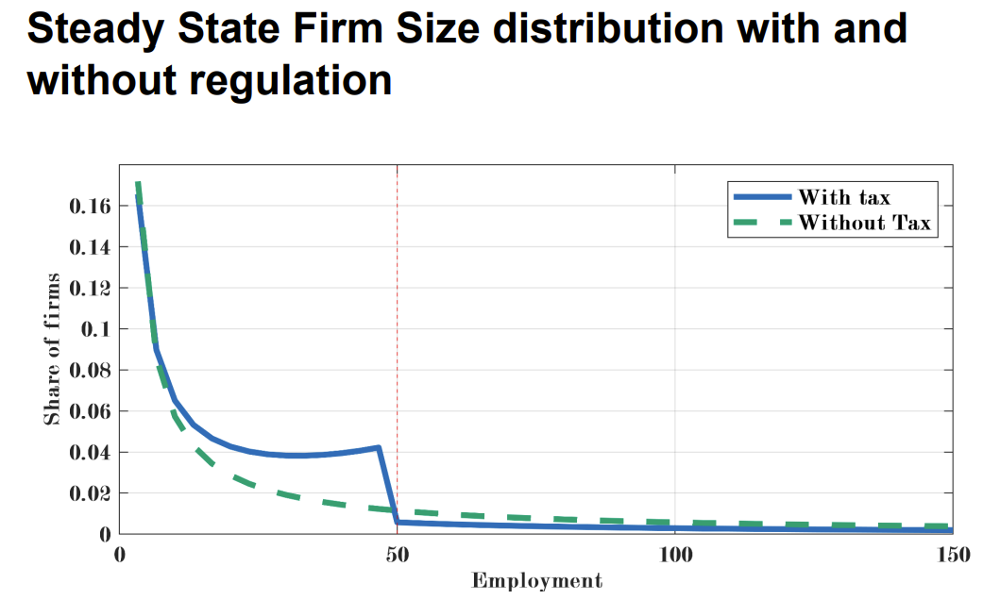 Steady State Firm Size distribution with and
without regulation
With tax
Without Tax
Share of firms
0.16
0.14
0.12
0.1
0.08
0.06
0.04
0.02
0
0 50 100 150
Employment